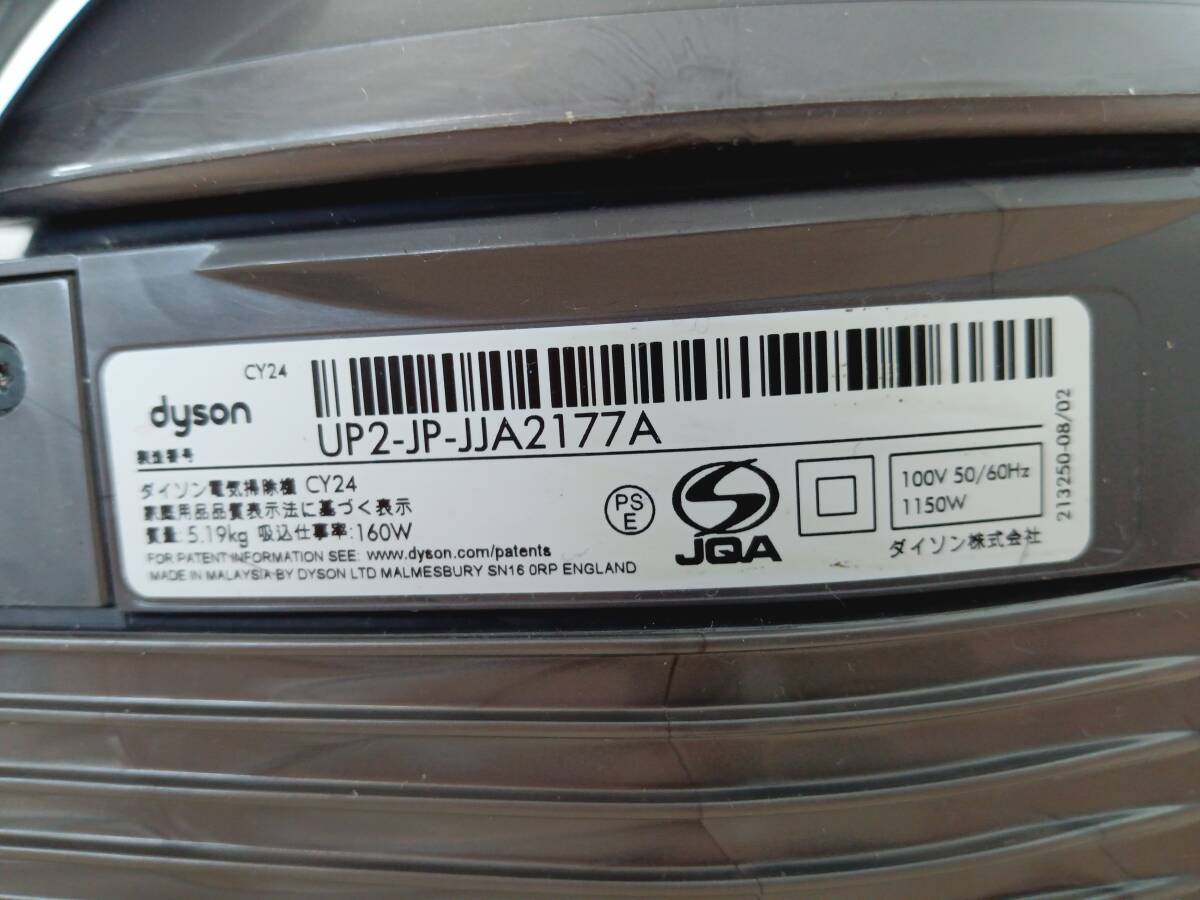 CY24
dyson
製造番号
UP2-JP-JJA2177A
ダイソン電気掃除機 CY24
家庭用品品質表示法に基づく表示
質量: 5.19kg 吸込仕事率: 160W
FOR PATENT INFORMATION SEE: www.dyson.com/patents
MADE IN MALAYSIA BY DYSON LTD MALMESBURY SN16 0RP ENGLAND
PS
E
JQA
100V 50/60Hz
1150W
ダイソン株式会社
213250-08/02